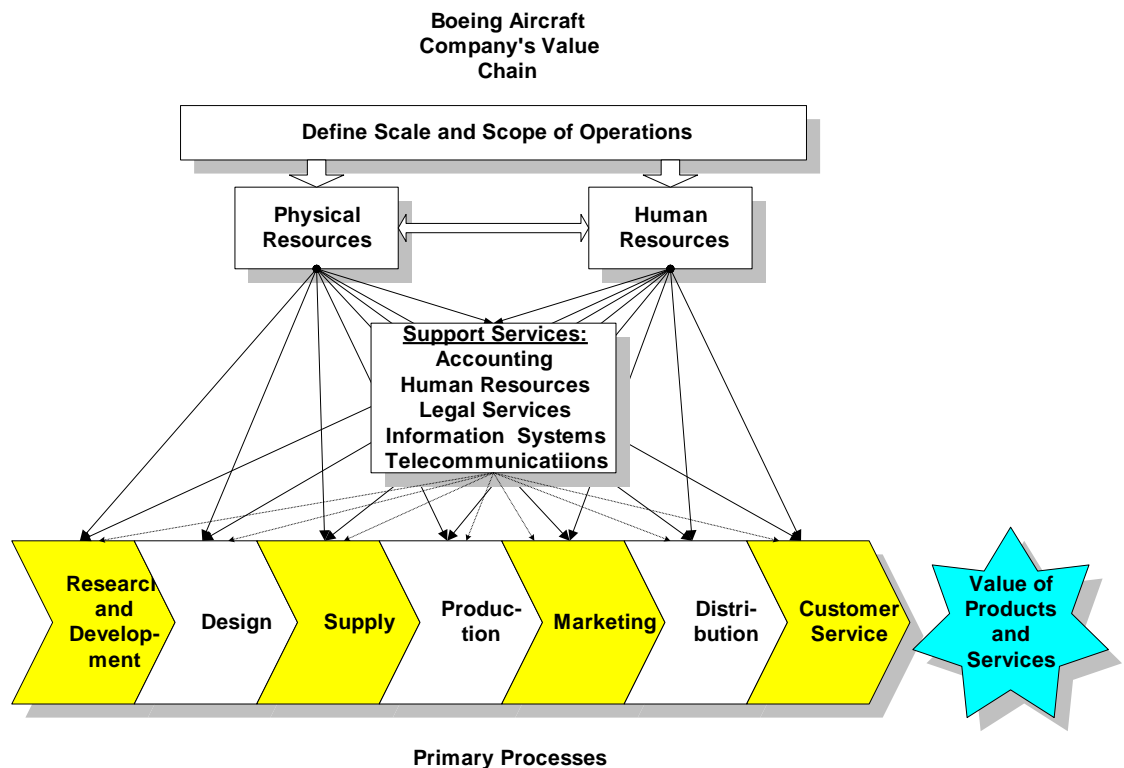 Boeing Aircraft
Company's Value
Chain
Define Scale and Scope of Operations
Physical
Resources
Human
Resources
Support Services:
Accounting
Human Resources
Legal Services
Information Systems
Telecommunicatiions
Research
and
Develop-
ment
Design
Supply
Produc-
tion
Marketing
Distri-
bution
Customer
Service
Value of
Products
and
Services
Primary Processes